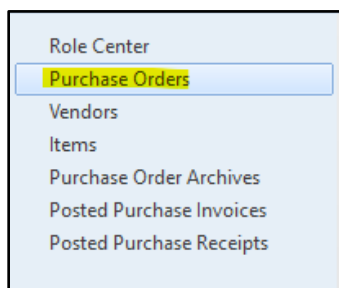 Role Center
Purchase Orders
Vendors
Items
Purchase Order Archives
Posted Purchase Invoices
Posted Purchase Receipts